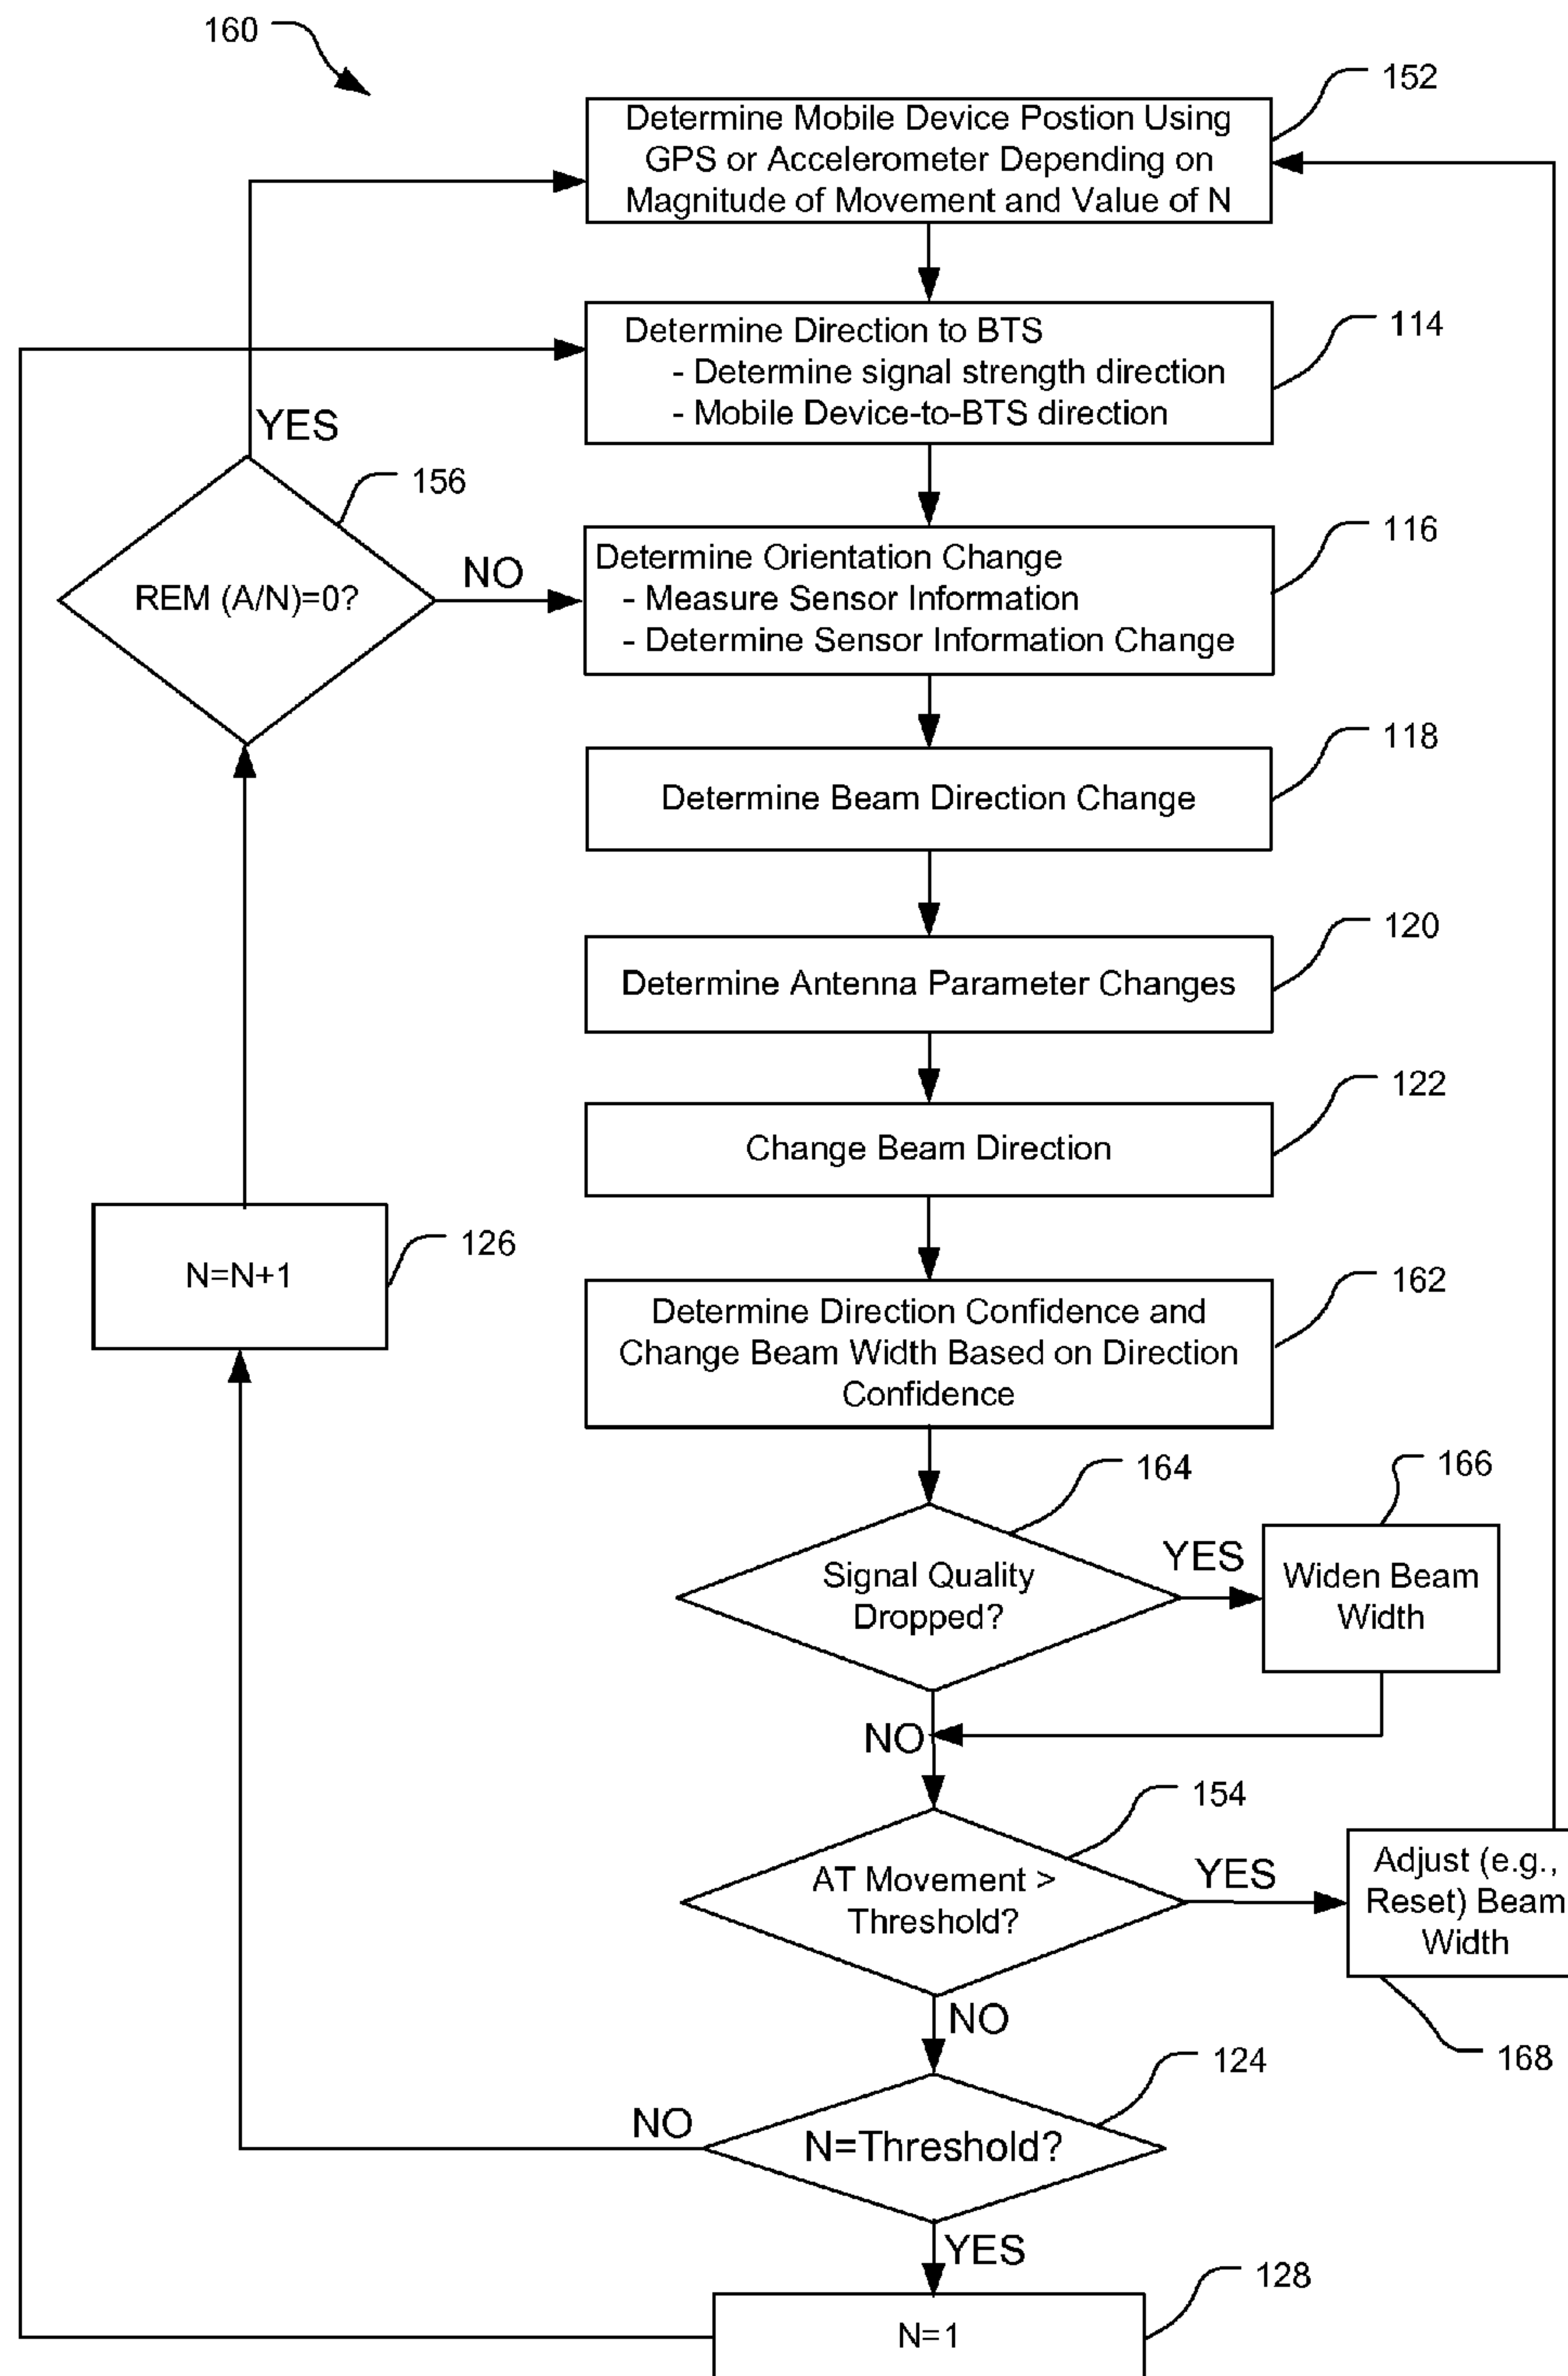 160
152
Determine Mobile Device Postion Using
GPS or Accelerometer Depending on
Magnitude of Movement and Value of N
114
Determine Direction to BTS
- Determine signal strength direction
- Mobile Device-to-BTS direction
YES
156
REM (A/N)=0?
NO
116
Determine Orientation Change
- Measure Sensor Information
- Determine Sensor Information Change
118
Determine Beam Direction Change
120
Determine Antenna Parameter Changes
122
Change Beam Direction
126
N=N+1
162
Determine Direction Confidence and
Change Beam Width Based on Direction
Confidence
164
Signal Quality
Dropped?
YES
166
Widen Beam
Width
NO
154
AT Movement >
Threshold?
YES
Adjust (e.g.,
Reset) Beam
Width
168
NO
124
N=Threshold?
NO
YES
128
N=1